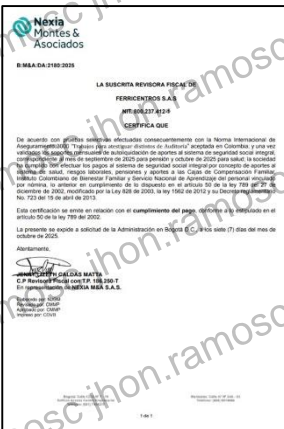 Nexia
Montes &
Asociados
B:M&A:DA:2103:2025
LA SUSCRITA REVISORA FISCAL DE
FERRICENTROS S.A.S
NIT. 800.237.412-1
CERTIFICA QUE
De acuerdo con pruebas selectivas efectuadas consecuentemente con la Norma Internacional de
Aseguramiento 3000 "Trabajos para atestiguar distintos de Auditoría" aceptada en Colombia, y una vez
validados los soportes mensuales de autoliquidación de aportes al sistema de seguridad social integral,
correspondiente al mes de septiembre de 2025 para pensión y octubre de 2025 para salud; la sociedad
ha cumplido con efectuar los pagos al sistema de seguridad social integral por concepto de aportes al
sistema de salud, riesgos laborales, pensiones y aportes a las Cajas de Compensación Familiar,
Instituto Colombiano de Bienestar Familiar y Servicio Nacional de Aprendizaje del personal vinculado
por nómina, lo anterior en cumplimiento de lo dispuesto en el artículo 50 de la ley 789 del 27 de
diciembre de 2002, modificado por la Ley 828 de 2003, la ley 1562 de 2012 y su Decreto reglamentario
No. 723 del 15 de abril de 2013.
Esta certificación se emite en relación con el cumplimiento del pago, conforme a lo estipulado en el
artículo 50 de la ley 789 del 2002.
La presente se expide a solicitud de la Administración en Bogotá D.C., a los siete (7) días del mes de
octubre de 2025.
Atentamente,
JENNY LIZETH CALDAS MATTA
C.P Revisora Fiscal con T.P. 186.250-T
En representación de NEXIA M&A S.A.S.
1 de 1
jhon.ramosc